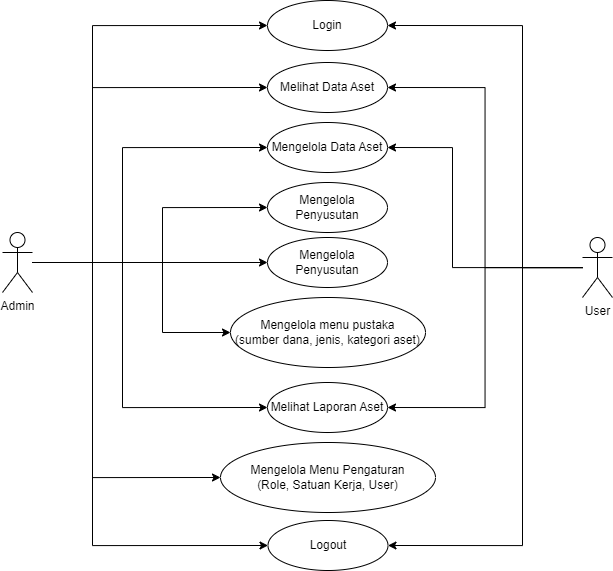 Login
Melihat Data Aset
Mengelola Data Aset
Mengelola
Penyusutan
Mengelola
Penyusutan
Admin
User
Mengelola menu pustaka
(sumber dana, jenis, kategori aset)
Melihat Laporan Aset
Mengelola Menu Pengaturan
(Role, Satuan Kerja, User)
Logout